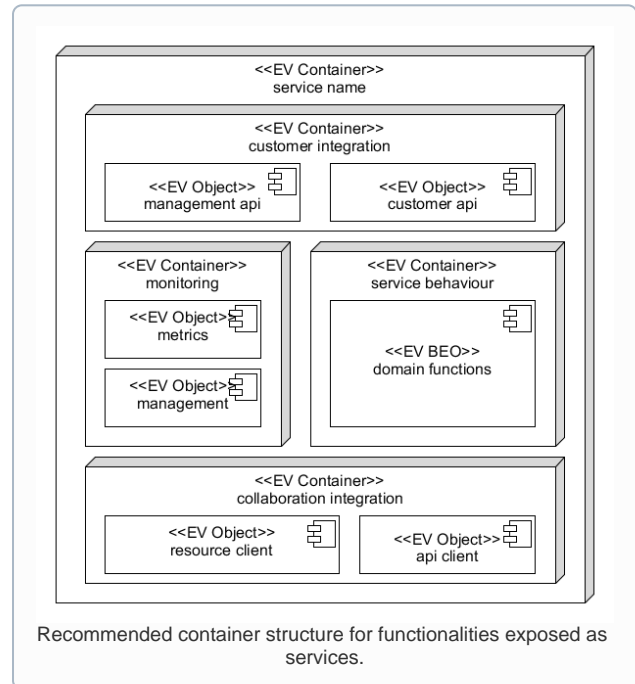 <<EV Container>>
service name
<<EV Container>>
customer integration
<<EV Object>>
management api
<<EV Object>>
customer api
<<EV Container>>
monitoring
<<EV Object>>
metrics
<<EV Object>>
management
<<EV Container>>
service behaviour
<<EV BEO>>
domain functions
<<EV Container>>
collaboration integration
<<EV Object>>
resource client
<<EV Object>>
api client
Recommended container structure for functionalities exposed as
services.